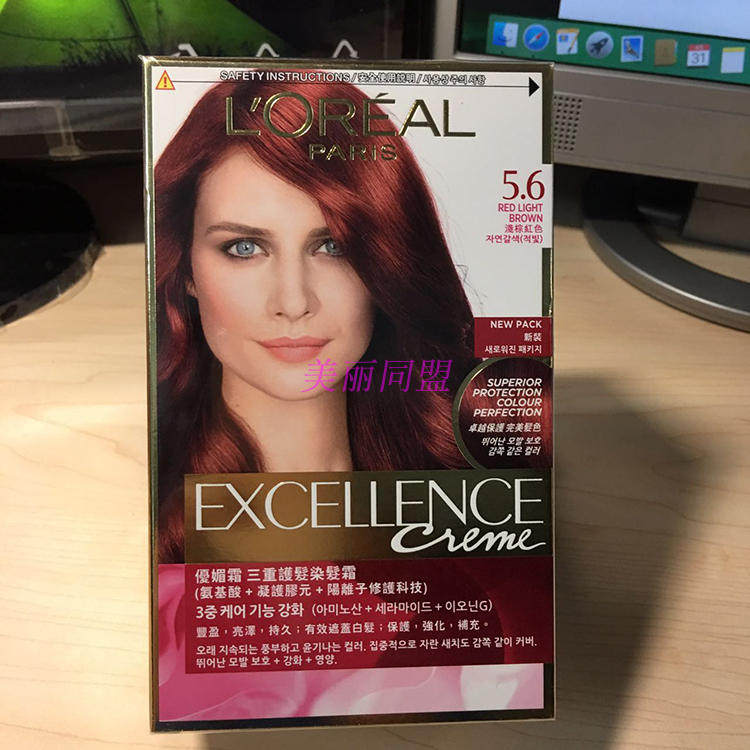 SAFETY INSTRUCTIONS / 安全使用說明 / 사용상 주의 사항
L'ORÉAL
PARIS
5.6
RED LIGHT
BROWN
淺棕紅色
자연갈색(적빛)
NEW PACK
新裝
새로워진 패키지
美丽同盟
SUPERIOR
PROTECTION
COLOUR
PERFECTION
卓越保護 完美髮色
뛰어난 모발 보호
감쪽 같은 컬러
EXCELLENCE
Creme
優媚霜 三重護髮染髮霜
(氨基酸 + 凝護膠元 + 陽離子修護科技)
3중 케어 기능 강화 (아미노산 + 세라마이드 + 이오닌G)
豐盈，亮澤，持久；有效遮蓋白髮；保護，強化，補充。
오래 지속되는 풍부하고 윤기나는 컬러. 집중적으로 자란 새치도 감쪽 같이 커버.
뛰어난 모발 보호 + 강화 + 영양.
31